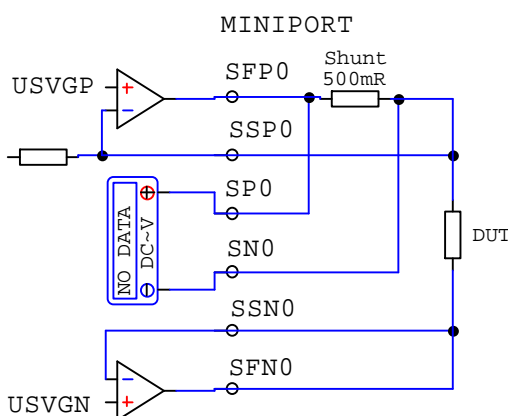 MINIPORT
Shunt
500mR
SFP0
USVGP
SSP0
SP0
NO DATA
DC~V
DUT
SN0
SSN0
SFN0
USVGN